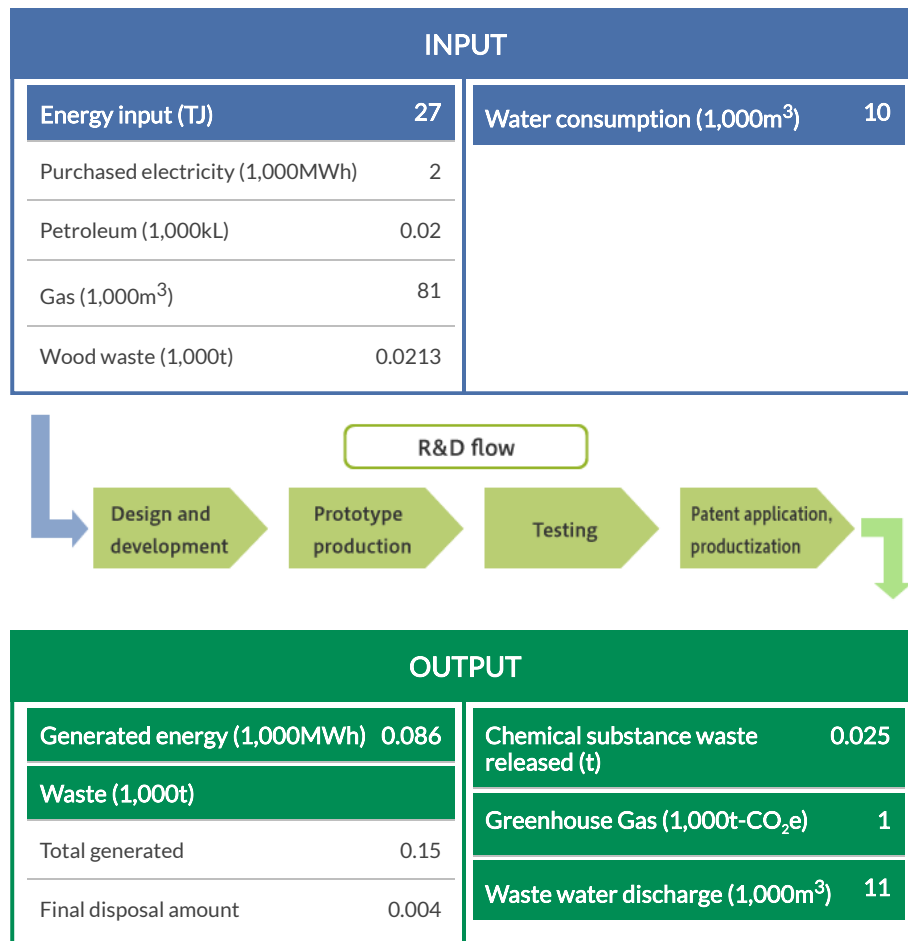 INPUT
Energy input (TJ) 27
Purchased electricity (1,000MWh) 2
Petroleum (1,000kL) 0.02
Gas (1,000m³) 81
Wood waste (1,000t) 0.0213
Water consumption (1,000m³) 10
R&D flow
Design and
development
Prototype
production
Testing
Patent application,
productization
OUTPUT
Generated energy (1,000MWh) 0.086
Waste (1,000t)
Total generated 0.15
Final disposal amount 0.004
Chemical substance waste 0.025
released (t)
Greenhouse Gas (1,000t-CO₂e) 1
Waste water discharge (1,000m³) 11